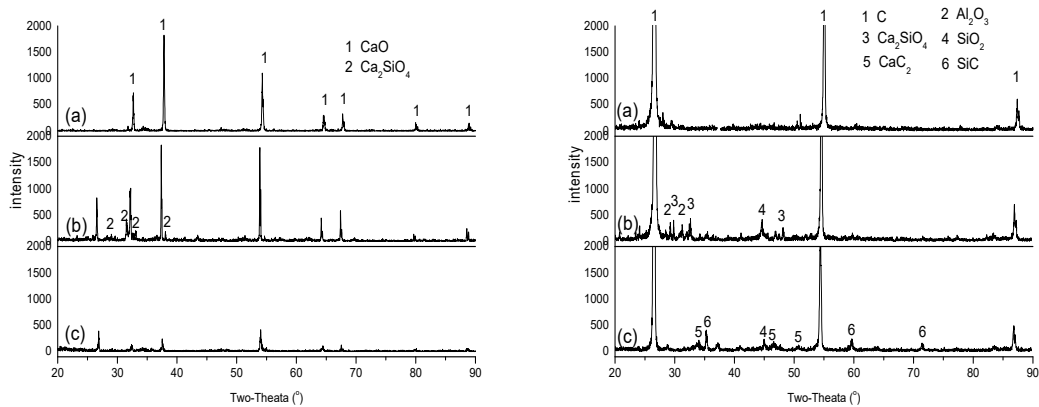 2000
1500
1000
500
0
(a)
1
1
1
1
1
1
1
1 CaO
2 Ca₂SiO₄
2000
1500
1000
500
0
(b)
2
2
2
2
intensity
2000
1500
1000
500
0
(c)
20 30 40 50 60 70 80 90
Two-Theata (°)
2000
1500
1000
500
0
(a)
1
1
1
1 C 2 Al₂O₃
3 Ca₂SiO₄ 4 SiO₂
5 CaC₂ 6 SiC
2000
1500
1000
500
0
(b)
2 3 2 3
4
3
intensity
2000
1500
1000
500
0
(c)
5 6
4 5
5
6
6
20 30 40 50 60 70 80 90
Two-Theata (°)